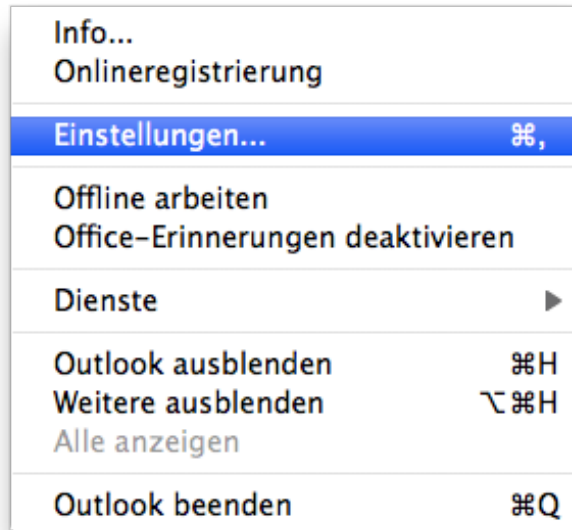 Info...
Onlineregistrierung
Einstellungen... ⌘,
Offline arbeiten
Office-Erinnerungen deaktivieren
Dienste ▶
Outlook ausblenden ⌘H
Weitere ausblenden ⌥⌘H
Alle anzeigen
Outlook beenden ⌘Q